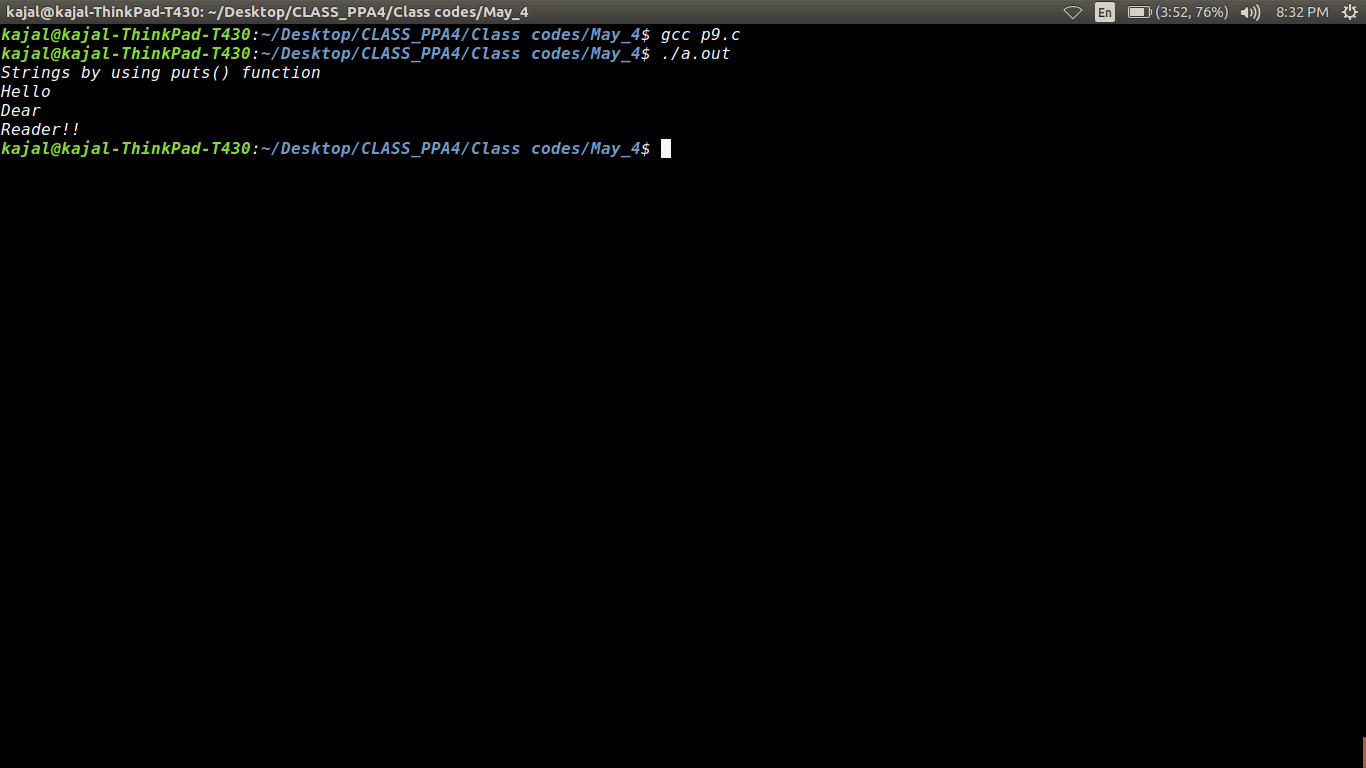 kajal@kajal-ThinkPad-T430: ~/Desktop/CLASS_PPA4/Class codes/May_4
En (3:52, 76%) 8:32 PM
kajal@kajal-ThinkPad-T430:~/Desktop/CLASS_PPA4/Class codes/May_4$ gcc p9.c
kajal@kajal-ThinkPad-T430:~/Desktop/CLASS_PPA4/Class codes/May_4$ ./a.out
Strings by using puts() function
Hello
Dear
Reader!!
kajal@kajal-ThinkPad-T430:~/Desktop/CLASS_PPA4/Class codes/May_4$